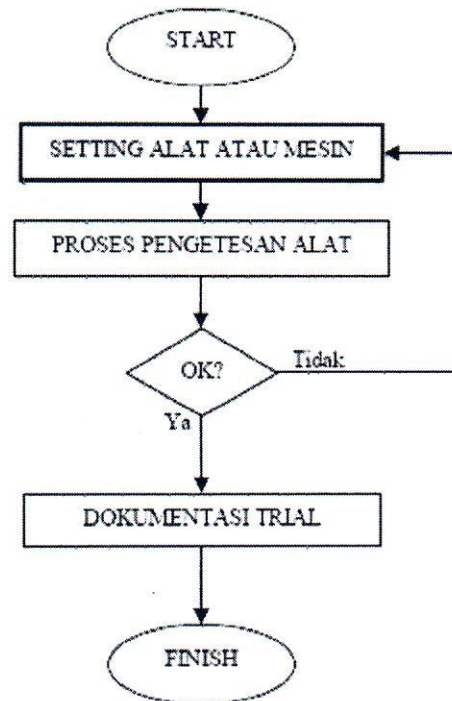 START
SETTING ALAT ATAU MESIN
PROSES PENGETESAN ALAT
OK?
Tidak
Ya
DOKUMENTASI TRIAL
FINISH